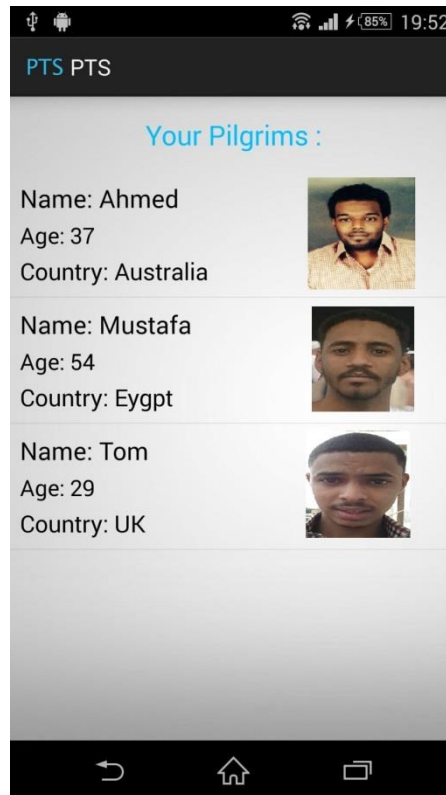 85% 19:52
PTS PTS
Your Pilgrims :
Name: Ahmed
Age: 37
Country: Australia
Name: Mustafa
Age: 54
Country: Eygpt
Name: Tom
Age: 29
Country: UK